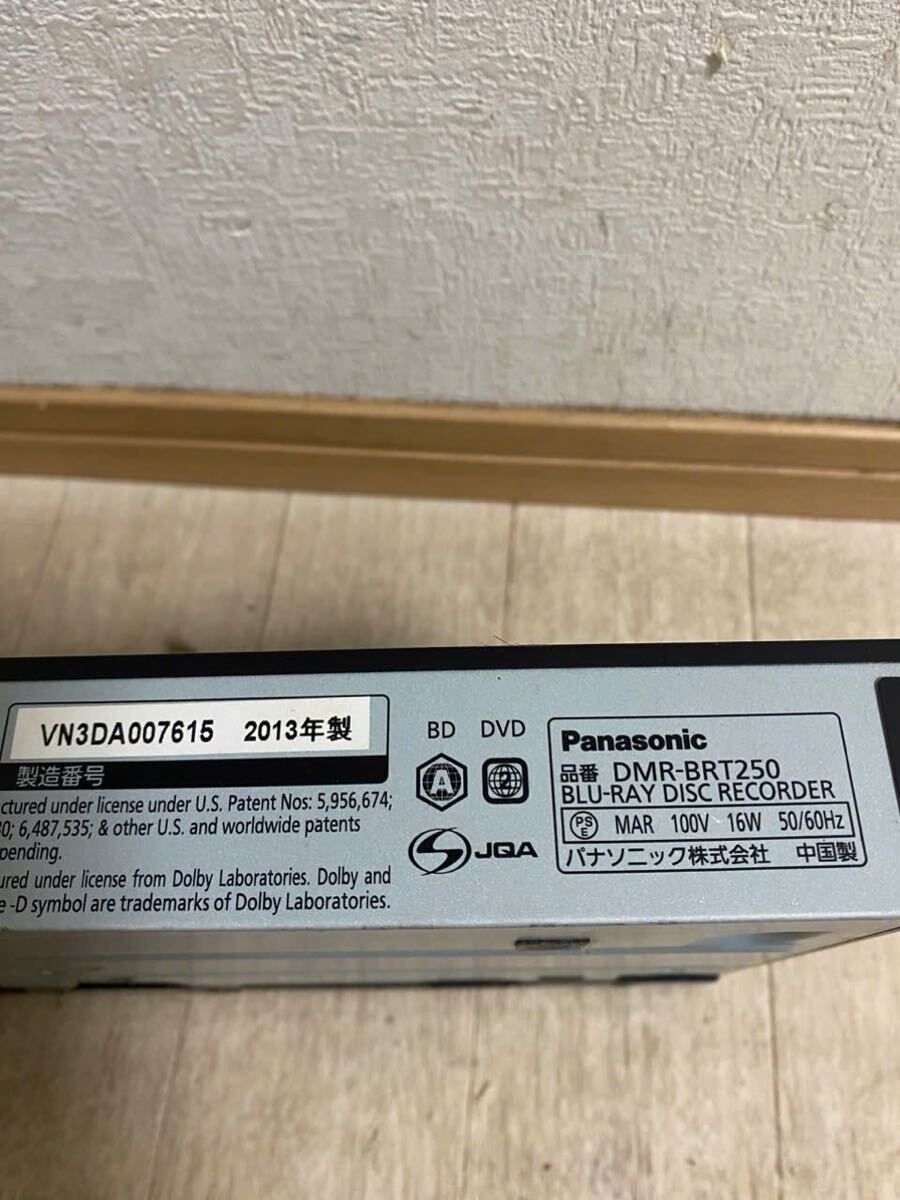 VN3DA007615 2013年製
製造番号
ctured under license under U.S. Patent Nos: 5,956,674;
30; 6,487,535; & other U.S. and worldwide patents
pending.
ured under license from Dolby Laboratories. Dolby and
e -D symbol are trademarks of Dolby Laboratories.
BD DVD
A 2
JQA
Panasonic
品番 DMR-BRT250
BLU-RAY DISC RECORDER
PSE MAR 100V 16W 50/60Hz
パナソニック株式会社 中国製